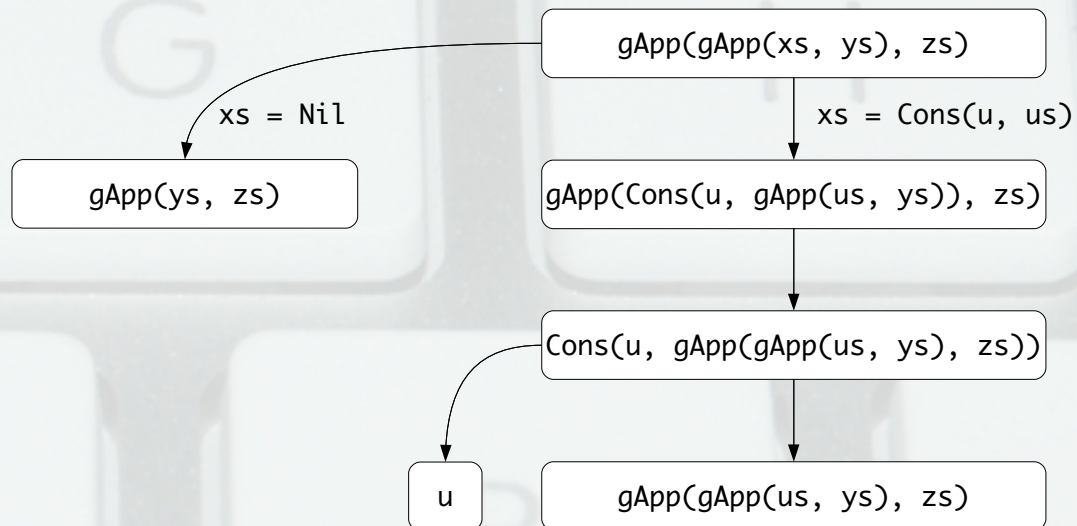 gApp(gApp(xs, ys), zs)
xs = Nil
xs = Cons(u, us)
gApp(ys, zs)
gApp(Cons(u, gApp(us, ys)), zs)
Cons(u, gApp(gApp(us, ys), zs))
u
gApp(gApp(us, ys), zs)
G
H